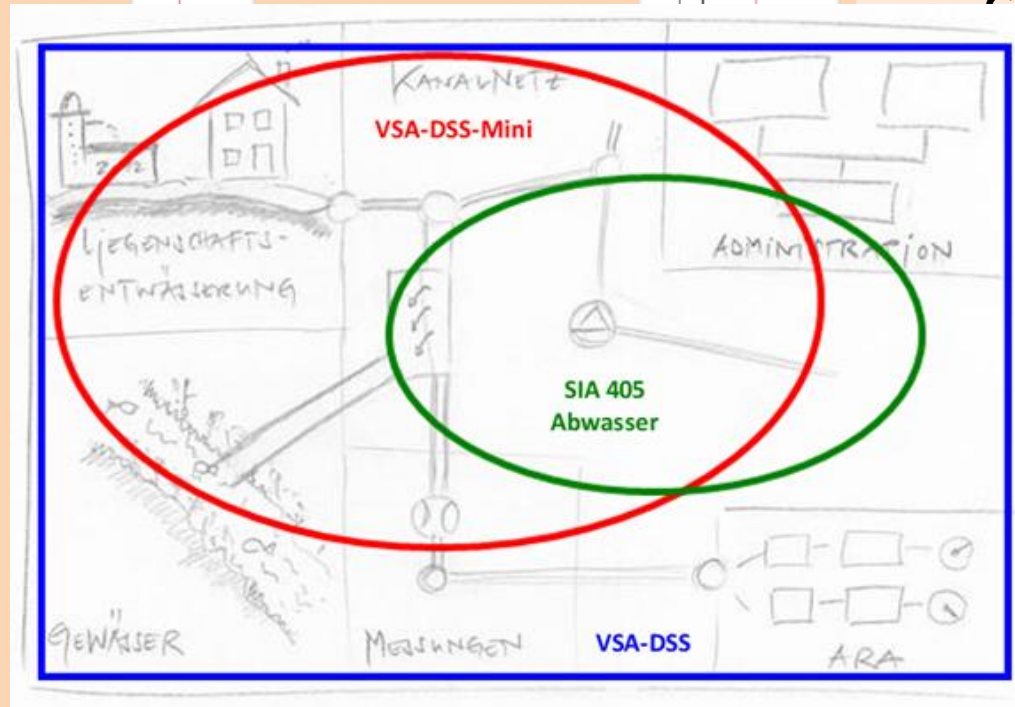 KANALNETZ
VSA-DSS-Mini
LIEGENSCHAFTS-
ENTWÄSSERUNG
ADMINISTRATION
SIA 405
Abwasser
GEWÄSSER
MESSUNGEN
VSA-DSS
ARA